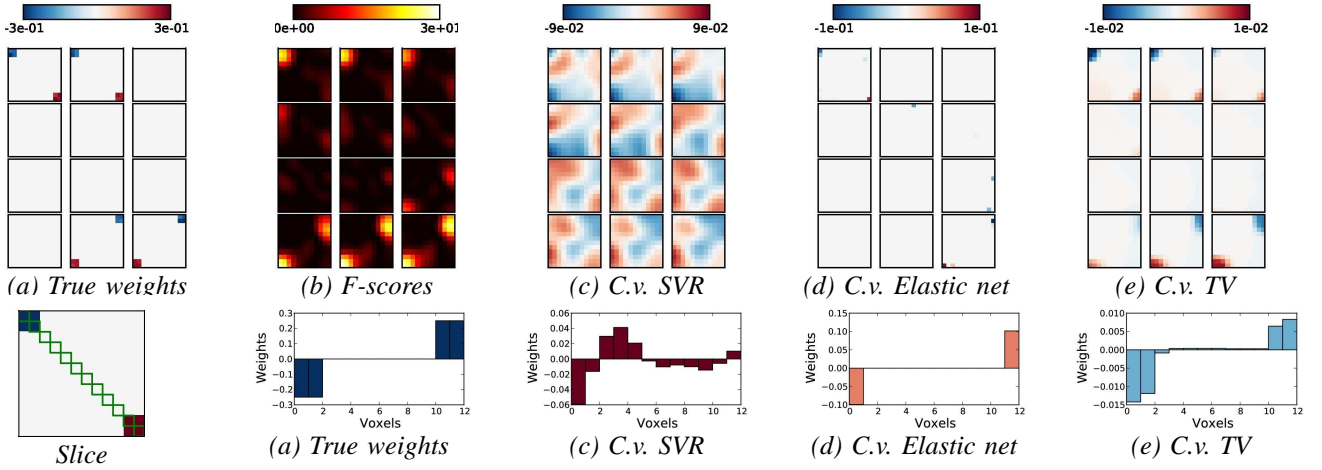 -3e-01 3e-01 0e+00 3e+01 -9e-02 9e-02 -1e-01 1e-01 -1e-02 1e-02
(a) True weights (b) F-scores (c) C.v. SVR (d) C.v. Elastic net (e) C.v. TV
Slice
0.3
0.2
0.1
0.0
-0.1
-0.2
-0.3
0 2 4 6 8 10 12
Weights
Voxels
(a) True weights
0.06
0.04
0.02
0.00
-0.02
-0.04
-0.06
0 2 4 6 8 10 12
Weights
Voxels
(c) C.v. SVR
0.15
0.10
0.05
0.00
-0.05
-0.10
0 2 4 6 8 10 12
Weights
Voxels
(d) C.v. Elastic net
0.010
0.005
0.000
-0.005
-0.010
-0.015
0 2 4 6 8 10 12
Weights
Voxels
(e) C.v. TV